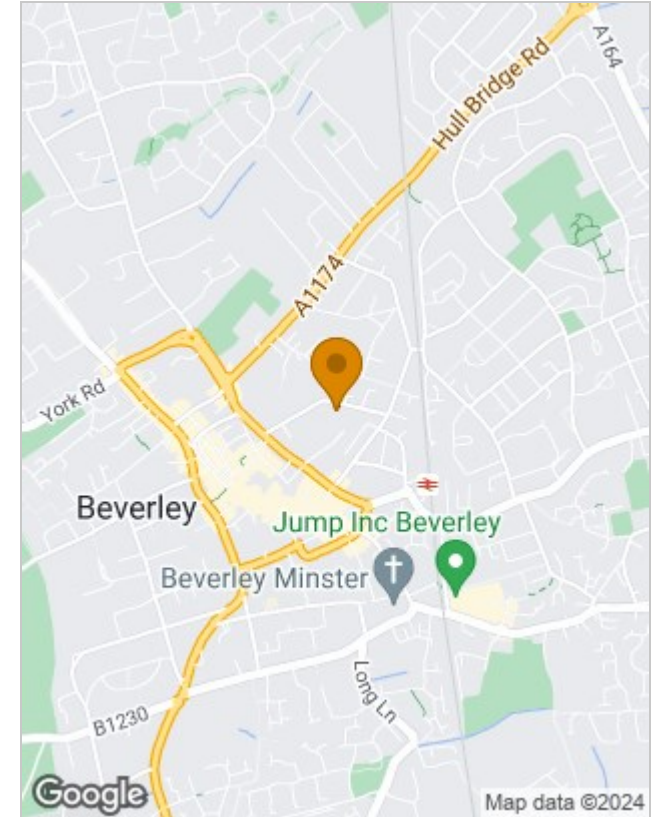 A164
Hull Bridge Rd
A1174
York Rd
Beverley
Jump Inc Beverley
Beverley Minster
Long Ln
B1230
Google
Map data ©2024